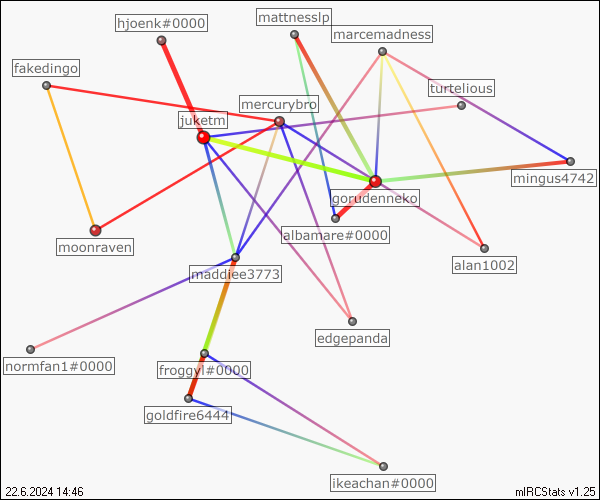 hjoenk#0000
mattnesslp
marcemadness
fakedingo
turtelious
mercurybro
juketm
mingus4742
gorudenneko
moonraven
albamare#0000
alan1002
maddiee3773
edgepanda
normfan1#0000
froggyl#0000
goldfire6444
ikeachan#0000
22.6.2024 14:46
mIRCStats v1.25